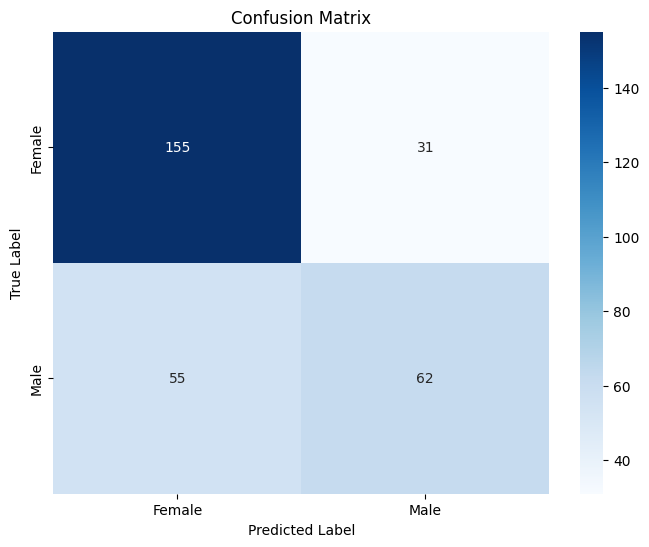 Confusion Matrix
True Label
Female
155
31
Male
55
62
Female
Male
Predicted Label
140
120
100
80
60
40